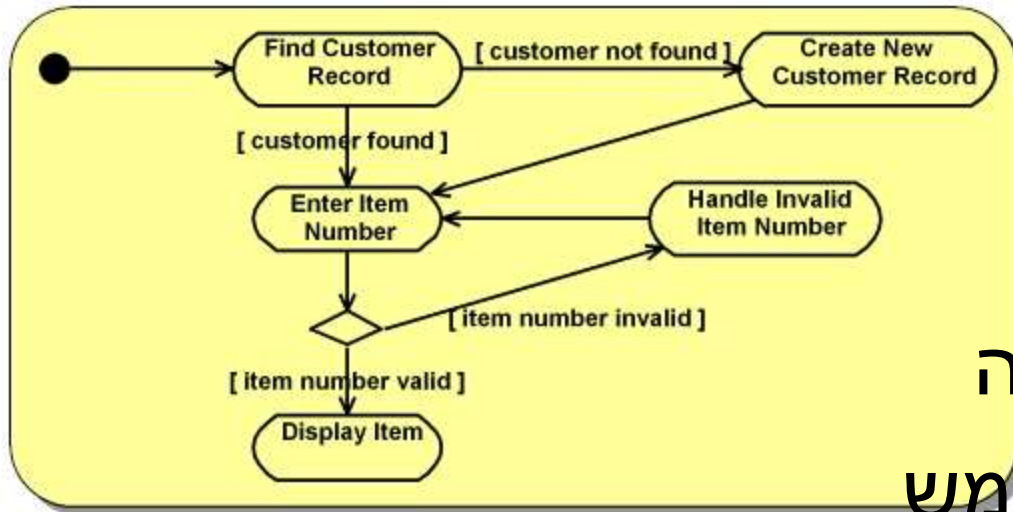 Find Customer
Record
[ customer not found ]
Create New
Customer Record
[ customer found ]
Enter Item
Number
Handle Invalid
Item Number
[ item number invalid ]
[ item number valid ]
Display Item
ה
מש